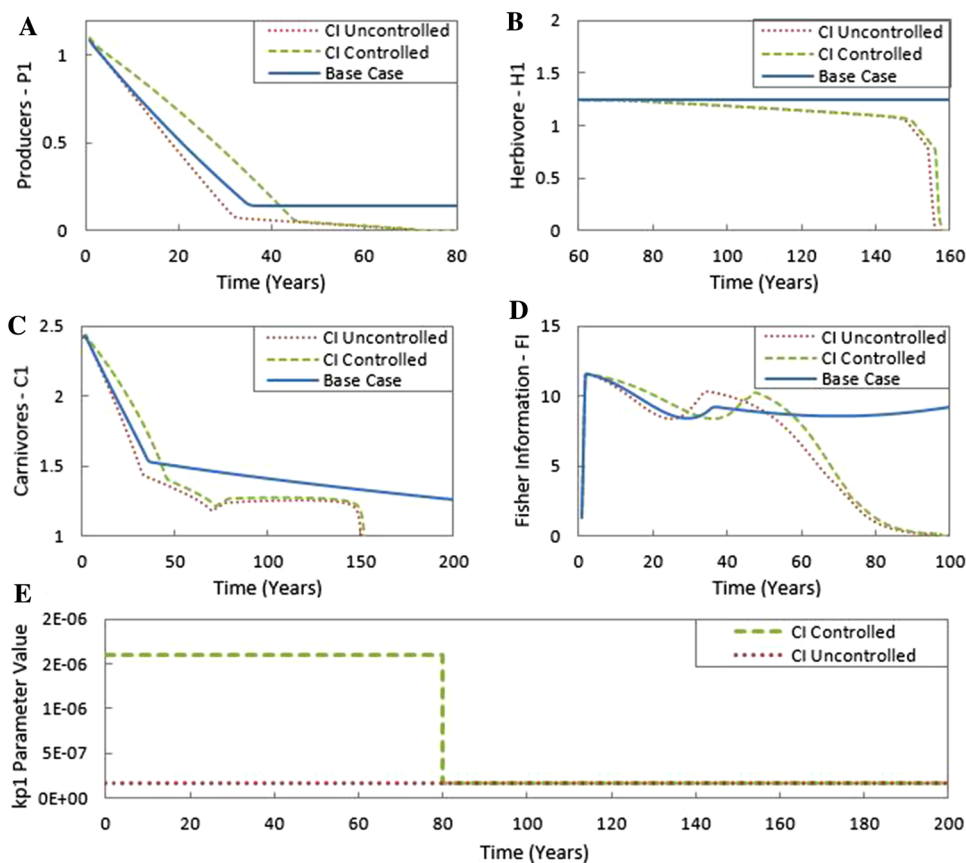 A
Producers - P1
1
0.5
0
0
20
40
60
80
Time (Years)
CI Uncontrolled
CI Controlled
Base Case
B
Herbivore - H1
2
1.5
1
0.5
0
60
80
100
120
140
160
Time (Years)
CI Uncontrolled
CI Controlled
Base Case
C
Carnivores - C1
2.5
2
1.5
1
0
50
100
150
200
Time (Years)
CI Uncontrolled
CI Controlled
Base Case
D
Fisher Information - FI
15
10
5
0
0
20
40
60
80
100
Time (Years)
CI Uncontrolled
CI Controlled
Base Case
E
kp1 Parameter Value
2E-06
2E-06
1E-06
5E-07
0E+00
0
20
40
60
80
100
120
140
160
180
200
Time (Years)
CI Controlled
CI Uncontrolled